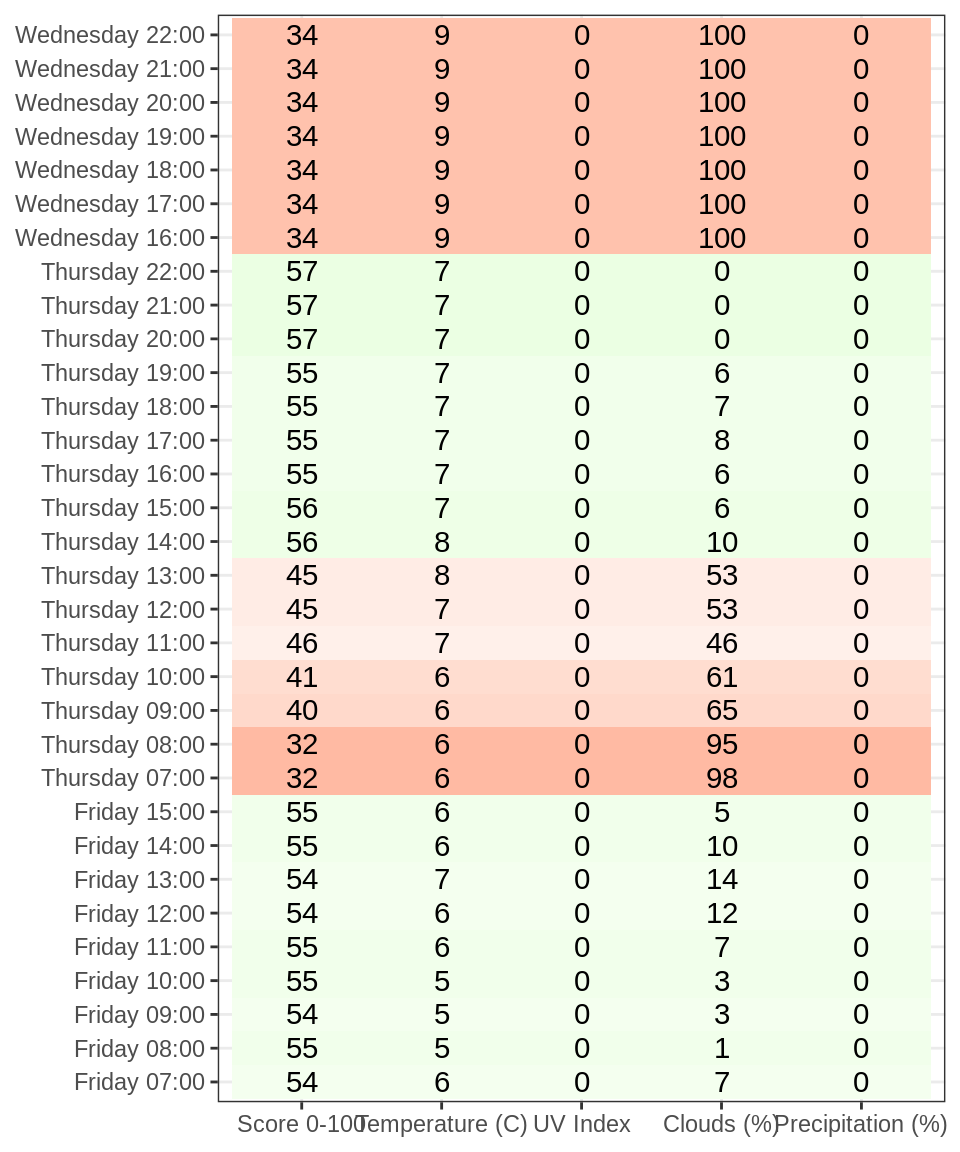 Wednesday 22:00 34 9 0 100 0
Wednesday 21:00 34 9 0 100 0
Wednesday 20:00 34 9 0 100 0
Wednesday 19:00 34 9 0 100 0
Wednesday 18:00 34 9 0 100 0
Wednesday 17:00 34 9 0 100 0
Wednesday 16:00 34 9 0 100 0
Thursday 22:00 57 7 0 0 0
Thursday 21:00 57 7 0 0 0
Thursday 20:00 57 7 0 0 0
Thursday 19:00 55 7 0 6 0
Thursday 18:00 55 7 0 7 0
Thursday 17:00 55 7 0 8 0
Thursday 16:00 55 7 0 6 0
Thursday 15:00 56 7 0 6 0
Thursday 14:00 56 8 0 10 0
Thursday 13:00 45 8 0 53 0
Thursday 12:00 45 7 0 53 0
Thursday 11:00 46 7 0 46 0
Thursday 10:00 41 6 0 61 0
Thursday 09:00 40 6 0 65 0
Thursday 08:00 32 6 0 95 0
Thursday 07:00 32 6 0 98 0
Friday 15:00 55 6 0 5 0
Friday 14:00 55 6 0 10 0
Friday 13:00 54 7 0 14 0
Friday 12:00 54 6 0 12 0
Friday 11:00 55 6 0 7 0
Friday 10:00 55 5 0 3 0
Friday 09:00 54 5 0 3 0
Friday 08:00 55 5 0 1 0
Friday 07:00 54 6 0 7 0
Score 0-100 Temperature (C) UV Index Clouds (%) Precipitation (%)